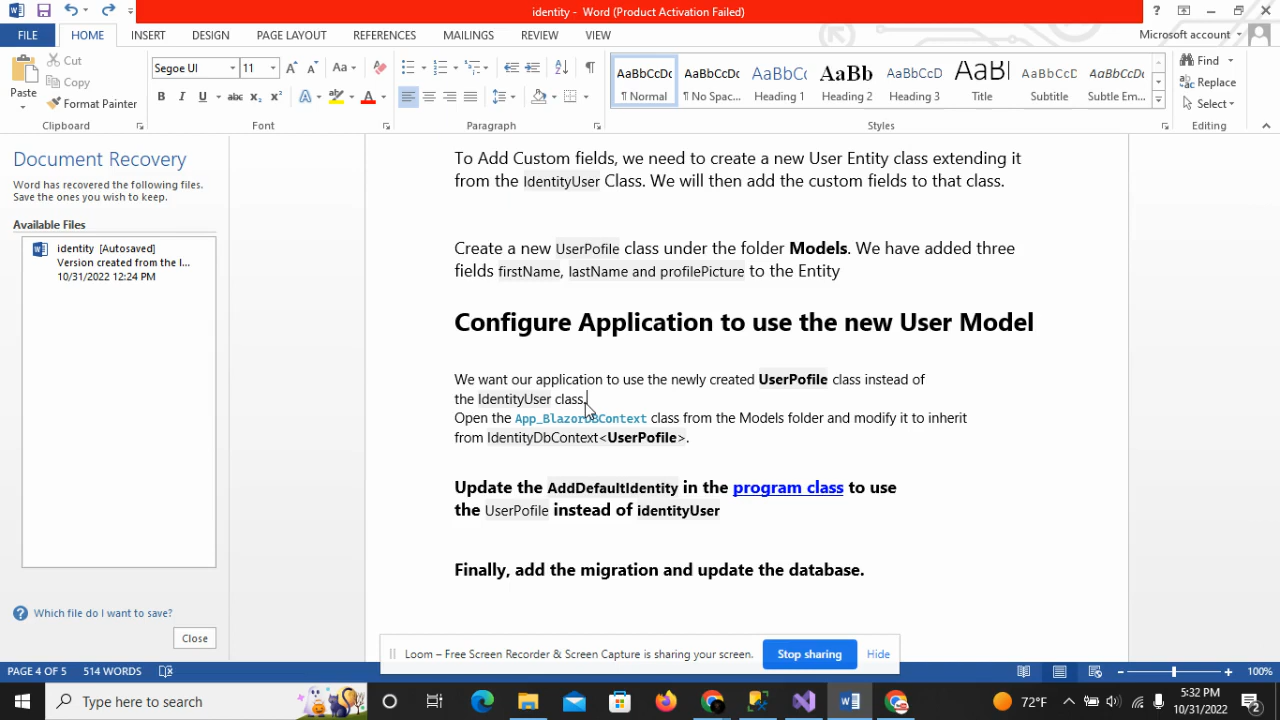 identity - Word (Product Activation Failed)
FILE HOME INSERT DESIGN PAGE LAYOUT REFERENCES MAILINGS REVIEW VIEW Microsoft account
Paste
Cut
Copy
Format Painter
Segoe UI 11
AaBbCcDc AaBbCcDc AaBbCc AaBb AaBbCcD AaBbI AaBbCcD AaBbCcDc
¶ Normal ¶ No Spac... Heading 1 Heading 2 Heading 3 Title Subtitle Subtle Em...
Find
Replace
Select
Clipboard Font Paragraph Styles Editing
Document Recovery
Word has recovered the following files.
Save the ones you wish to keep.
Available Files
identity [Autosaved]
Version created from the l...
10/31/2022 12:24 PM
Which file do I want to save?
Close
To Add Custom fields, we need to create a new User Entity class extending it
from the IdentityUser Class. We will then add the custom fields to that class.
Create a new UserPofile class under the folder Models. We have added three
fields firstName, lastName and profilePicture to the Entity
Configure Application to use the new User Model
We want our application to use the newly created UserPofile class instead of
the IdentityUser class.
Open the App_BlazorDBContext class from the Models folder and modify it to inherit
from IdentityDbContext<UserPofile>.
Update the AddDefaultIdentity in the program class to use
the UserPofile instead of identityUser
Finally, add the migration and update the database.
Loom – Free Screen Recorder & Screen Capture is sharing your screen. Stop sharing Hide
PAGE 4 OF 5 514 WORDS 100%
Type here to search
72°F
5:32 PM
10/31/2022
2